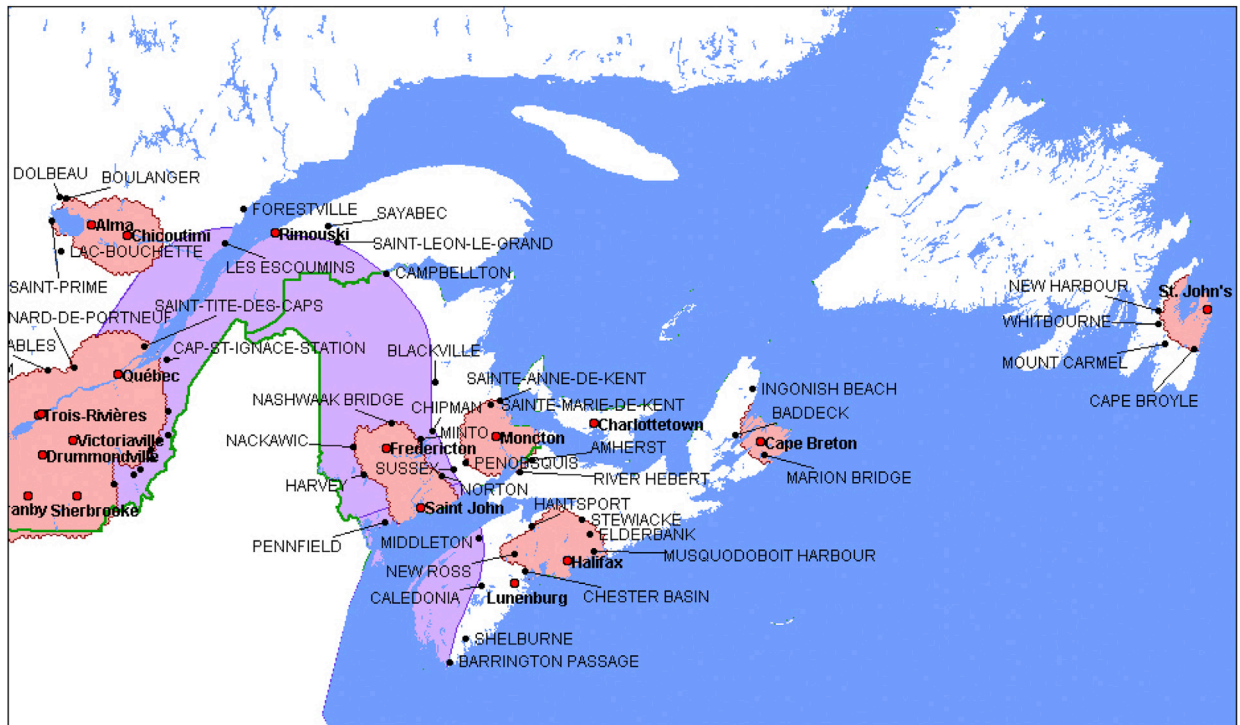 DOLBEAU
BOULANGER
Alma
Chicoutimi
LAC-BOUCHETTE
SAINT-PRIME
FORESTVILLE
SAYABEC
Rimouski
SAINT-LEON-LE-GRAND
LES ESCOUMINS
CAMPBELLTON
SAINT-TITE-DES-CAPS
NARD-DE-PORTNEUF
ABLES
M
CAP-ST-IGNACE-STATION
Québec
Trois-Rivières
Victoriaville
Drummondville
ranby
Sherbrooke
BLACKVILLE
SAINTE-ANNE-DE-KENT
NASHWAAK BRIDGE
CHIPMAN
SAINTE-MARIE-DE-KENT
Charlottetown
NACKAWIC
MINTO
Moncton
Fredericton
AMHERST
SUSSEX
PENOBSQUIS
HARVEY
NORTON
RIVER HEBERT
Saint John
HANTSPORT
STEWIACKE
ELDERBANK
PENNFIELD
MIDDLETON
MUSQUODOBOIT HARBOUR
NEW ROSS
Halifax
CALEDONIA
Lunenburg
CHESTER BASIN
SHELBURNE
BARRINGTON PASSAGE
INGONISH BEACH
BADDECK
Cape Breton
MARION BRIDGE
NEW HARBOUR
St. John's
WHITBOURNE
MOUNT CARMEL
CAPE BROYLE